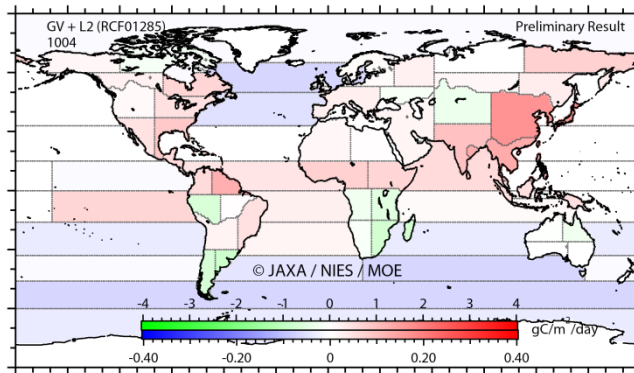 GV + L2 (RCF01285)
Preliminary Result
1004
© JAXA / NIES / MOE
-4 -3 -2 -1 0 1 2 3 4
gC/m²/day
-0.40 -0.20 0 0.20 0.40